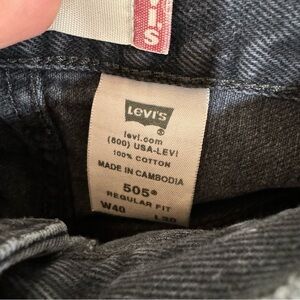 Levi's
levi.com
(800) USA-LEVI
100% COTTON
MADE IN CAMBODIA
505®
REGULAR FIT
W40 L30